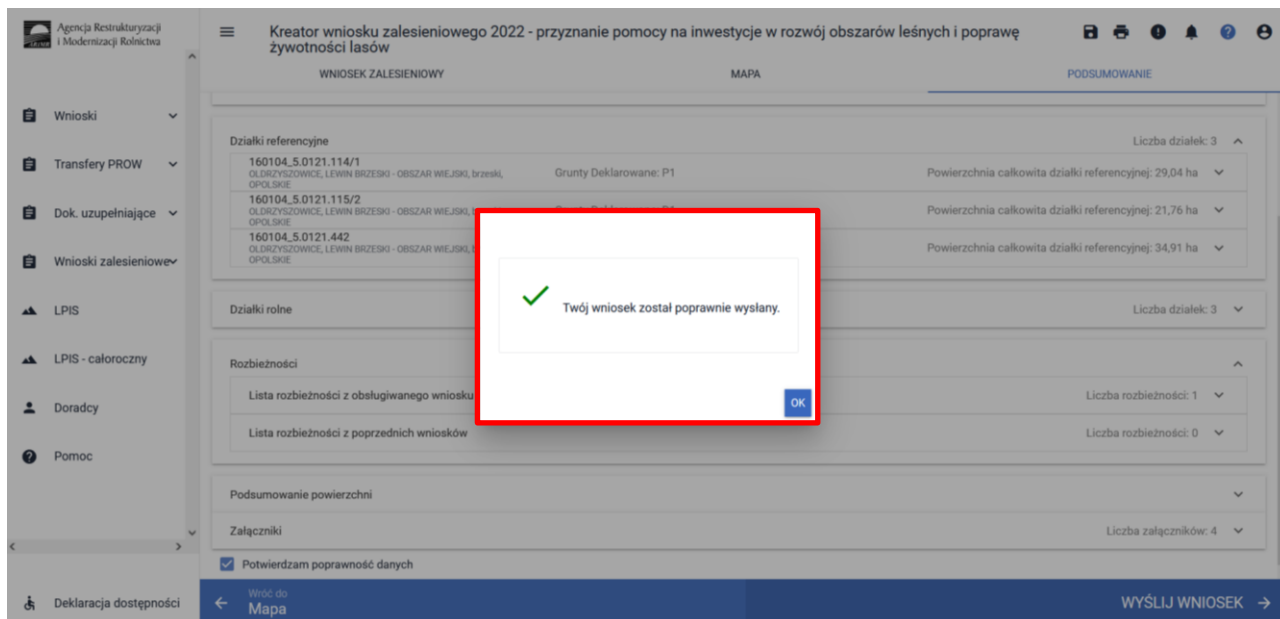 Agencja Restrukturyzacji
i Modernizacji Rolnictwa
Kreator wniosku zalesieniowego 2022 - przyznanie pomocy na inwestycje w rozwój obszarów leśnych i poprawę
żywotności lasów
WNIOSEK ZALESIENIOWY
MAPA
PODSUMOWANIE
Wnioski
Transfery PROW
Dok. uzupełniające
Wnioski zalesieniowe
LPIS
LPIS - całoroczny
Doradcy
Pomoc
Deklaracja dostępności
Działki referencyjne
Liczba działek: 3
160104_5.0121.114/1
OLDRZYSZOWICE, LEWIN BRZESKI - OBSZAR WIEJSKI, brzeski,
OPOLSKIE
Grunty Deklarowane: P1
Powierzchnia całkowita działki referencyjnej: 29,04 ha
160104_5.0121.115/2
OLDRZYSZOWICE, LEWIN BRZESKI - OBSZAR WIEJSKI,
OPOLSKIE
Powierzchnia całkowita działki referencyjnej: 21,76 ha
160104_5.0121.442
OLDRZYSZOWICE, LEWIN BRZESKI - OBSZAR WIEJSKI,
OPOLSKIE
Powierzchnia całkowita działki referencyjnej: 34,91 ha
Działki rolne
Liczba działek: 3
Rozbieżności
Lista rozbieżności z obsługiwanego wniosku
Liczba rozbieżności: 1
Lista rozbieżności z poprzednich wniosków
Liczba rozbieżności: 0
Podsumowanie powierzchni
Załączniki
Liczba załączników: 4
Potwierdzam poprawność danych
Wróć do
Mapa
WYŚLIJ WNIOSEK
Twój wniosek został poprawnie wysłany.
OK